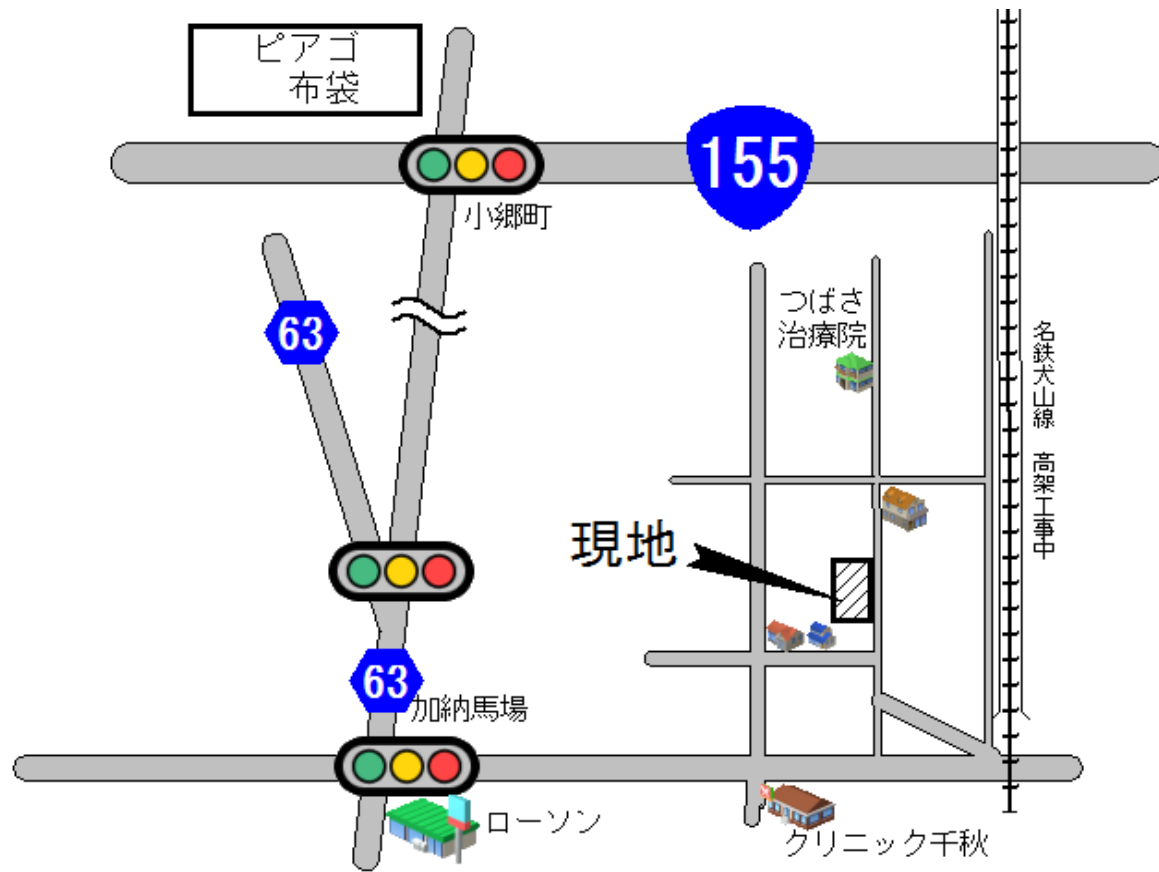 ピアゴ
布袋
155
小郷町
63
つばさ
治療院
名鉄犬山線 高架工事中
現地
63
加納馬場
ローソン
クリニック千秋